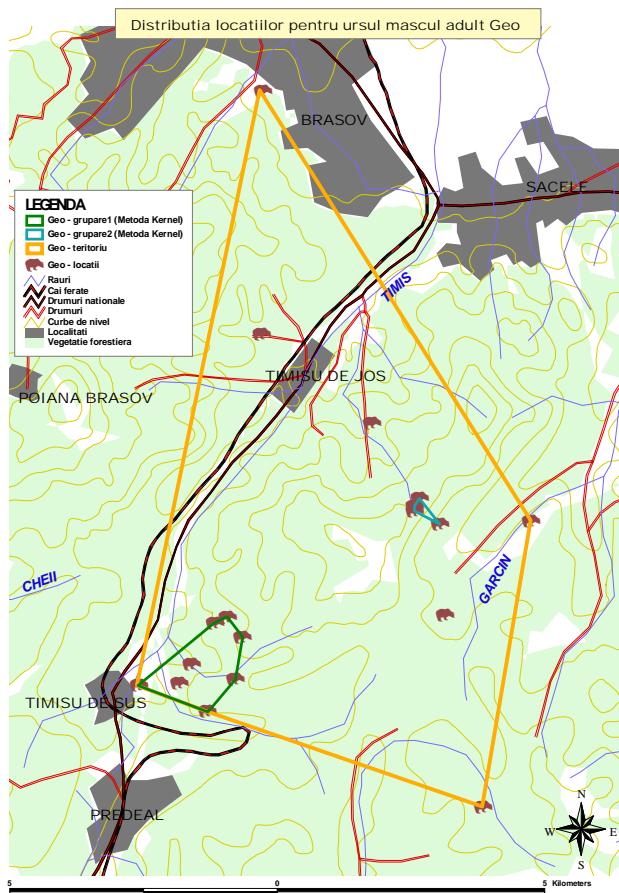 Distributia locatiilor pentru ursul mascul adult Geo
BRASOV
SACELE
LEGENDA
Geo - grupare1 (Metoda Kernel)
Geo - grupare2 (Metoda Kernel)
Geo - teritoriu
Geo - locatii
Rauri
Cai ferate
Drumuri nationale
Drumuri
Curbe de nivel
Localitati
Vegetatie forestiera
TIMIS
TIMISU DE JOS
POIANA BRASOV
GARCIN
CHEII
TIMISU DE SUS
PREDEAL
N
W E
S
5 0 5 Kilometers